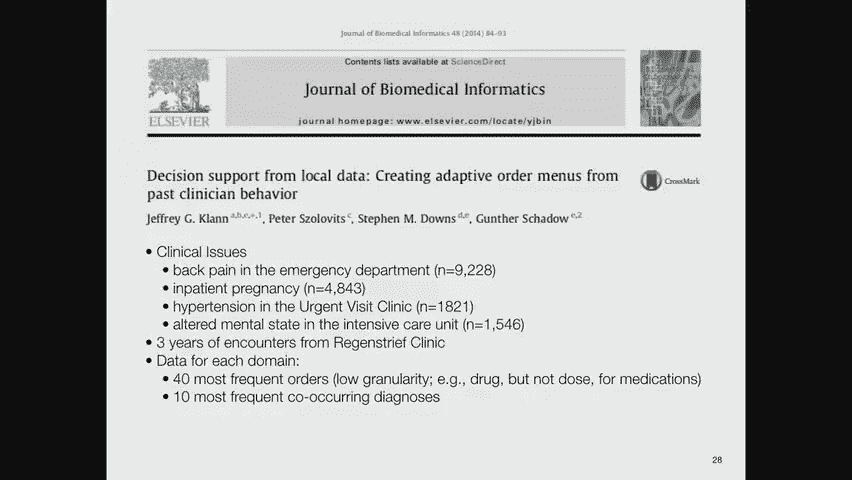 Journal of Biomedical Informatics 48 (2014) 84–93
Contents lists available at ScienceDirect
Journal of Biomedical Informatics
journal homepage: www.elsevier.com/locate/yjbin
ELSEVIER
Decision support from local data: Creating adaptive order menus from
past clinician behavior
CrossMark
Jeffrey G. Klann a,b,e,*,1, Peter Szolovits c, Stephen M. Downs d,e, Gunther Schadow e,2
• Clinical Issues
• back pain in the emergency department (n=9,228)
• inpatient pregnancy (n=4,843)
• hypertension in the Urgent Visit Clinic (n=1821)
• altered mental state in the intensive care unit (n=1,546)
• 3 years of encounters from Regenstrief Clinic
• Data for each domain:
• 40 most frequent orders (low granularity; e.g., drug, but not dose, for medications)
• 10 most frequent co-occurring diagnoses
28